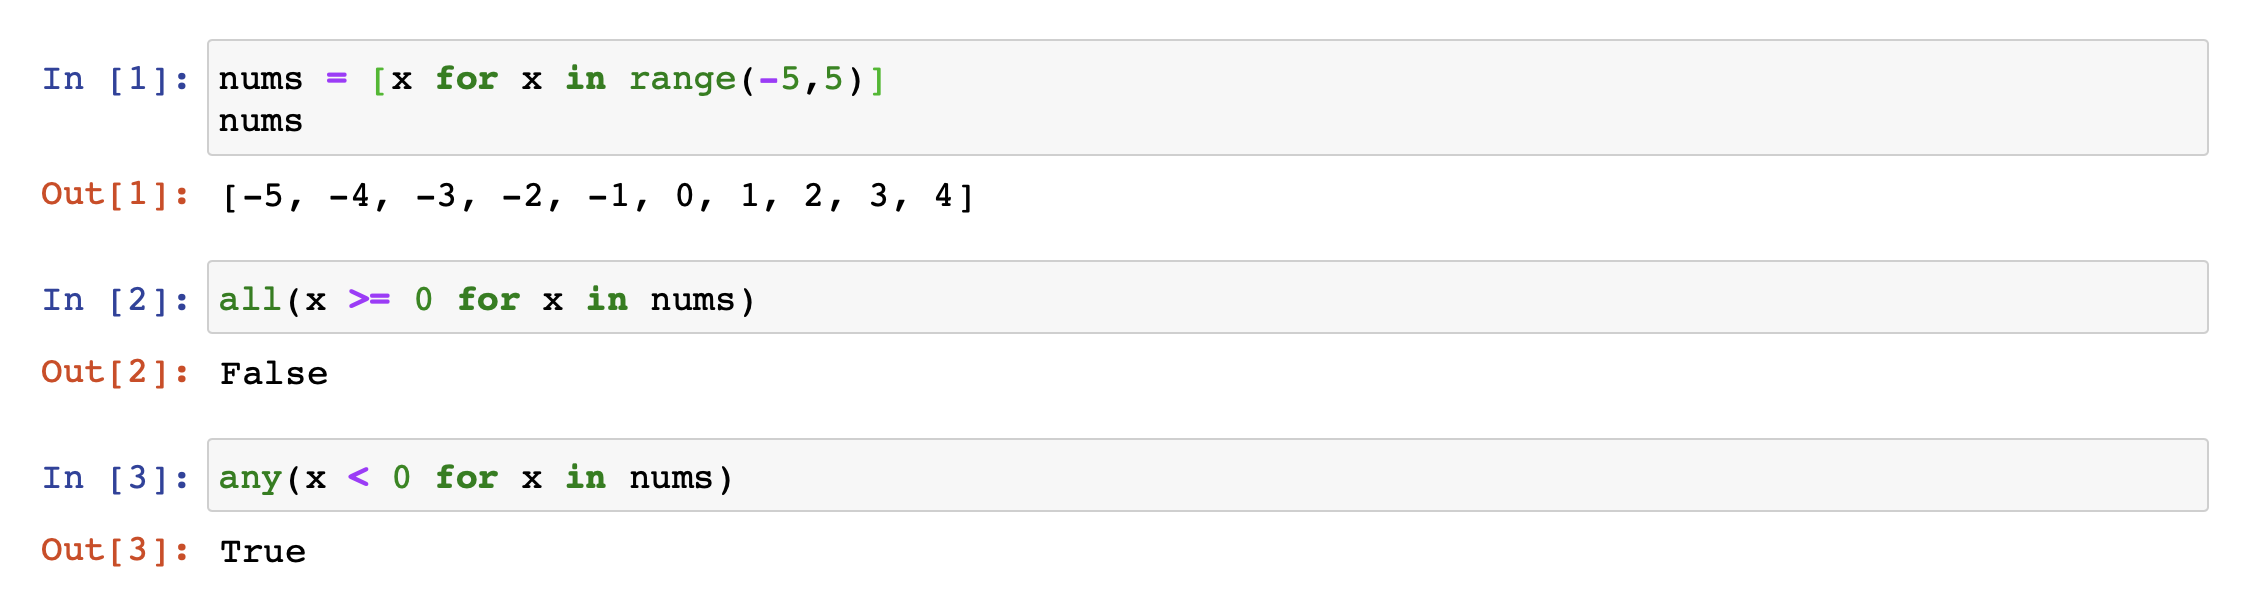 In [1]: nums = [x for x in range(-5,5)]
nums
Out[1]: [-5, -4, -3, -2, -1, 0, 1, 2, 3, 4]
In [2]: all(x >= 0 for x in nums)
Out[2]: False
In [3]: any(x < 0 for x in nums)
Out[3]: True